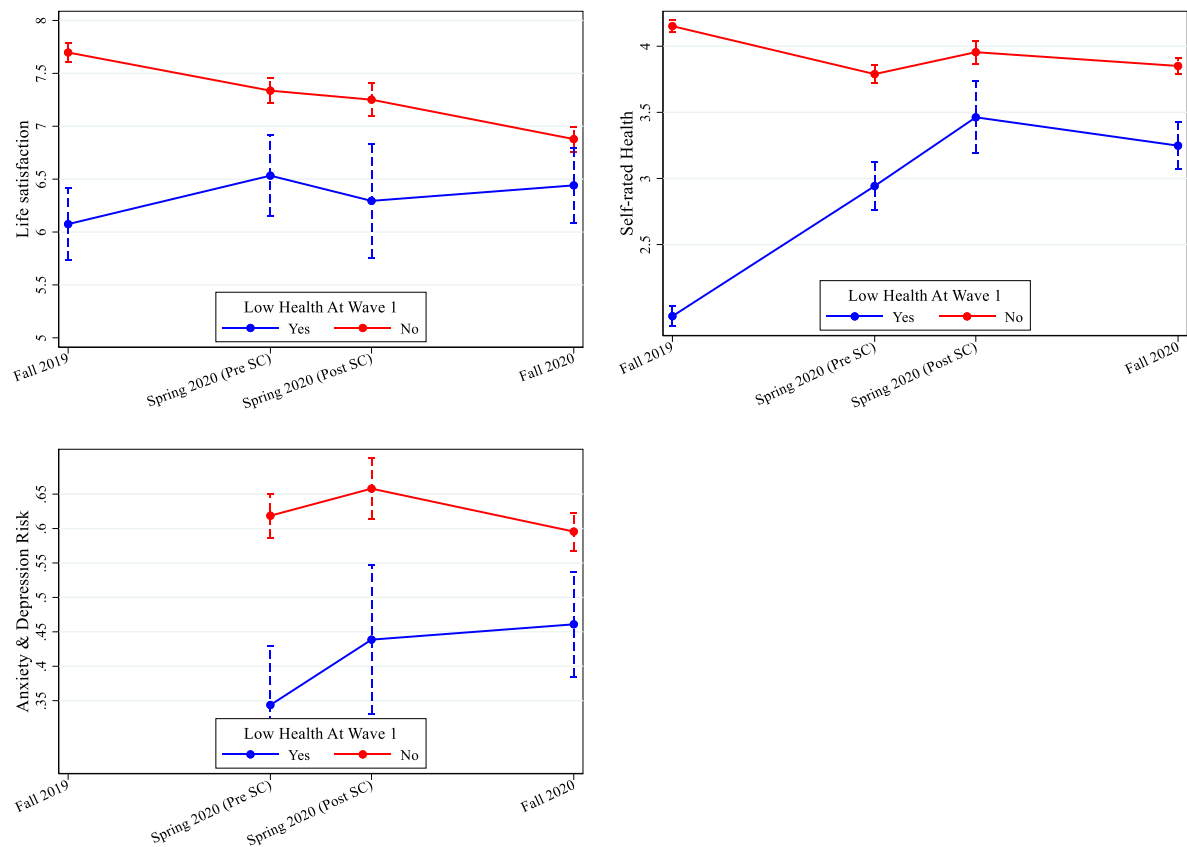 Life satisfaction
8
7.5
7
6.5
6
5.5
5
Low Health At Wave 1
Yes No
Fall 2019 Spring 2020 (Pre SC) Spring 2020 (Post SC) Fall 2020
Self-rated Health
4
3.5
3
2.5
Low Health At Wave 1
Yes No
Fall 2019 Spring 2020 (Pre SC) Spring 2020 (Post SC) Fall 2020
Anxiety & Depression Risk
.65
.6
.55
.5
.45
.4
.35
Low Health At Wave 1
Yes No
Fall 2019 Spring 2020 (Pre SC) Spring 2020 (Post SC) Fall 2020